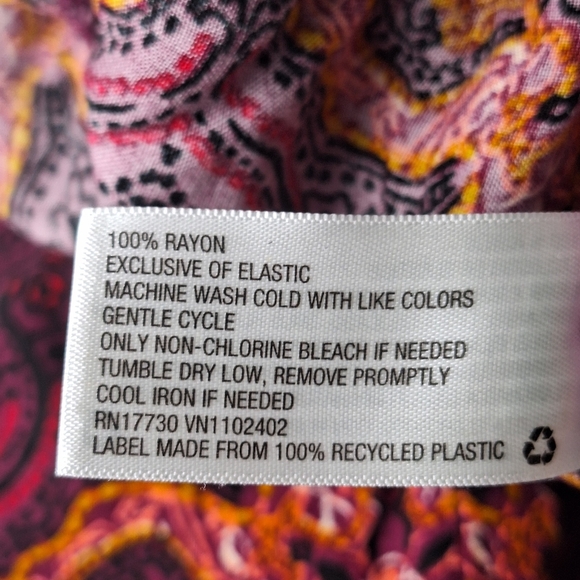 100% RAYON
EXCLUSIVE OF ELASTIC
MACHINE WASH COLD WITH LIKE COLORS
GENTLE CYCLE
ONLY NON-CHLORINE BLEACH IF NEEDED
TUMBLE DRY LOW, REMOVE PROMPTLY
COOL IRON IF NEEDED
RN17730 VN1102402
LABEL MADE FROM 100% RECYCLED PLASTIC